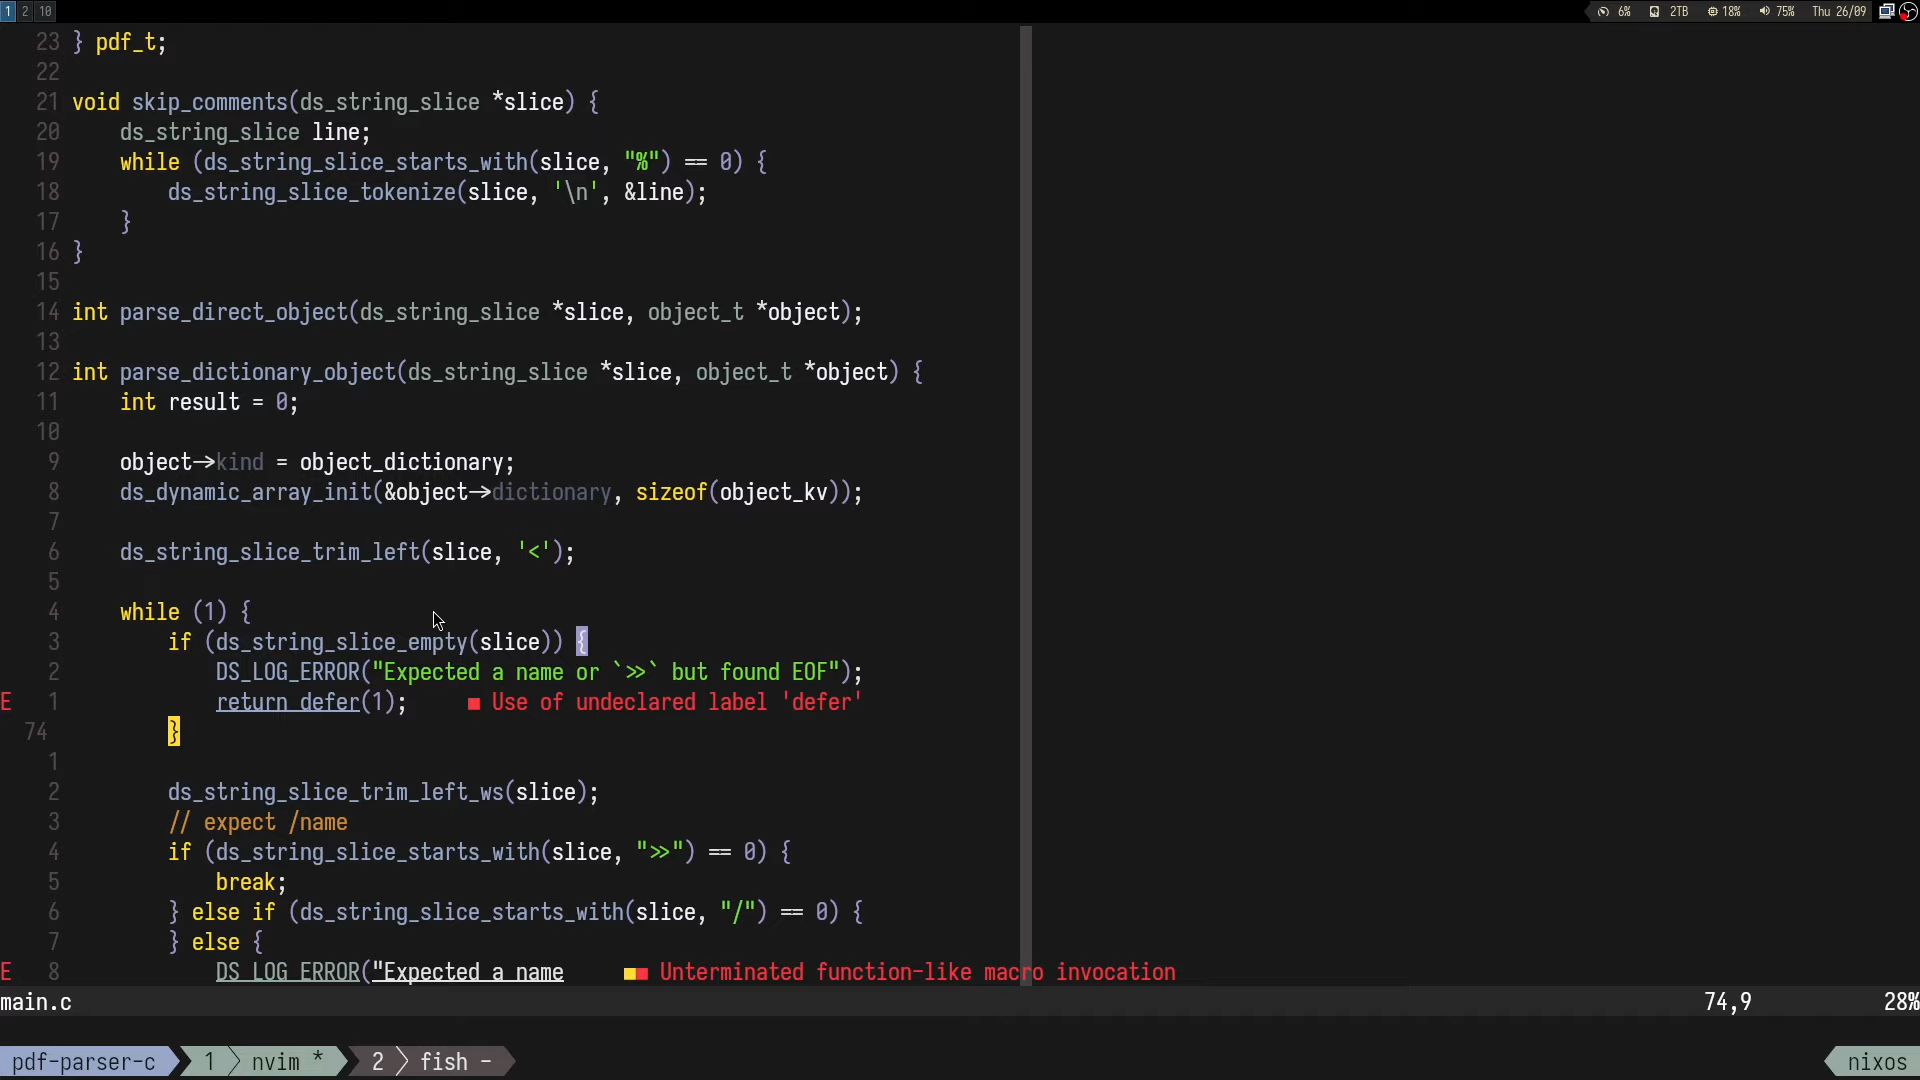 1 2 10 6% 2TB 18% 75% Thu 26/09
23 } pdf_t;
22
21 void skip_comments(ds_string_slice *slice) {
20     ds_string_slice line;
19     while (ds_string_slice_starts_with(slice, "%") == 0) {
18         ds_string_slice_tokenize(slice, '\n', &line);
17     }
16 }
15
14 int parse_direct_object(ds_string_slice *slice, object_t *object);
13
12 int parse_dictionary_object(ds_string_slice *slice, object_t *object) {
11     int result = 0;
10
9     object->kind = object_dictionary;
8     ds_dynamic_array_init(&object->dictionary, sizeof(object_kv));
7
6     ds_string_slice_trim_left(slice, '<');
5
4     while (1) {
3         if (ds_string_slice_empty(slice)) {
2             DS_LOG_ERROR("Expected a name or `>>` but found EOF");
E 1             return defer(1);     ■ Use of undeclared label 'defer'
74         }
1
2         ds_string_slice_trim_left_ws(slice);
3         // expect /name
4         if (ds_string_slice_starts_with(slice, ">>") == 0) {
5             break;
6         } else if (ds_string_slice_starts_with(slice, "/") == 0) {
7         } else {
E 8             DS_LOG_ERROR("Expected a name     ■■ Unterminated function-like macro invocation
main.c 74,9 28%
pdf-parser-c 1 nvim * 2 fish - nixos